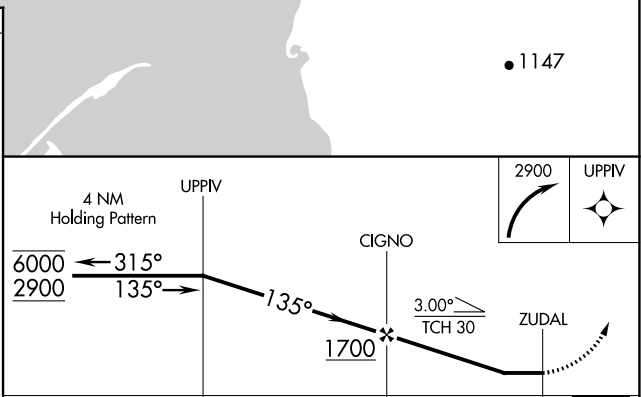 1147
2900
UPPIV
UPPIV
4 NM
Holding Pattern
CIGNO
6000
315°
2900
135°
135°
3.00°
TCH 30
ZUDAL
1700